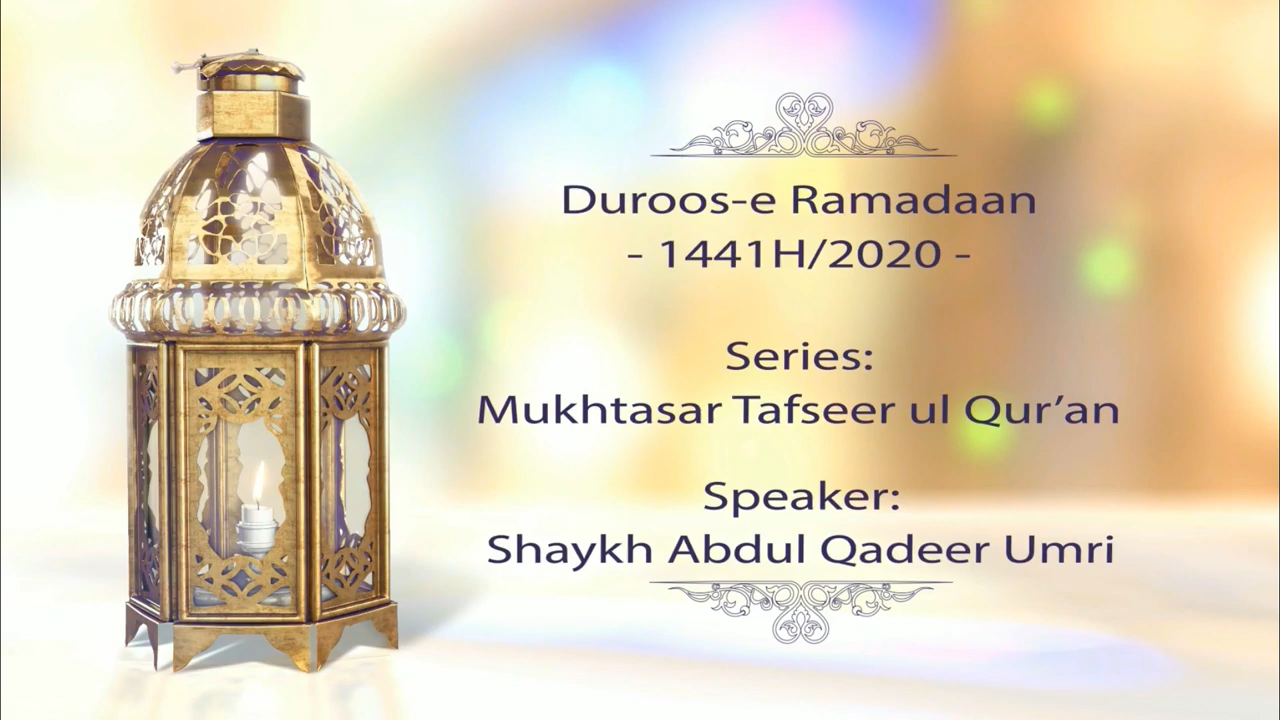 Duroos-e Ramadaan
- 1441H/2020 -
Series:
Mukhtasar Tafseer ul Qur’an
Speaker:
Shaykh Abdul Qadeer Umri